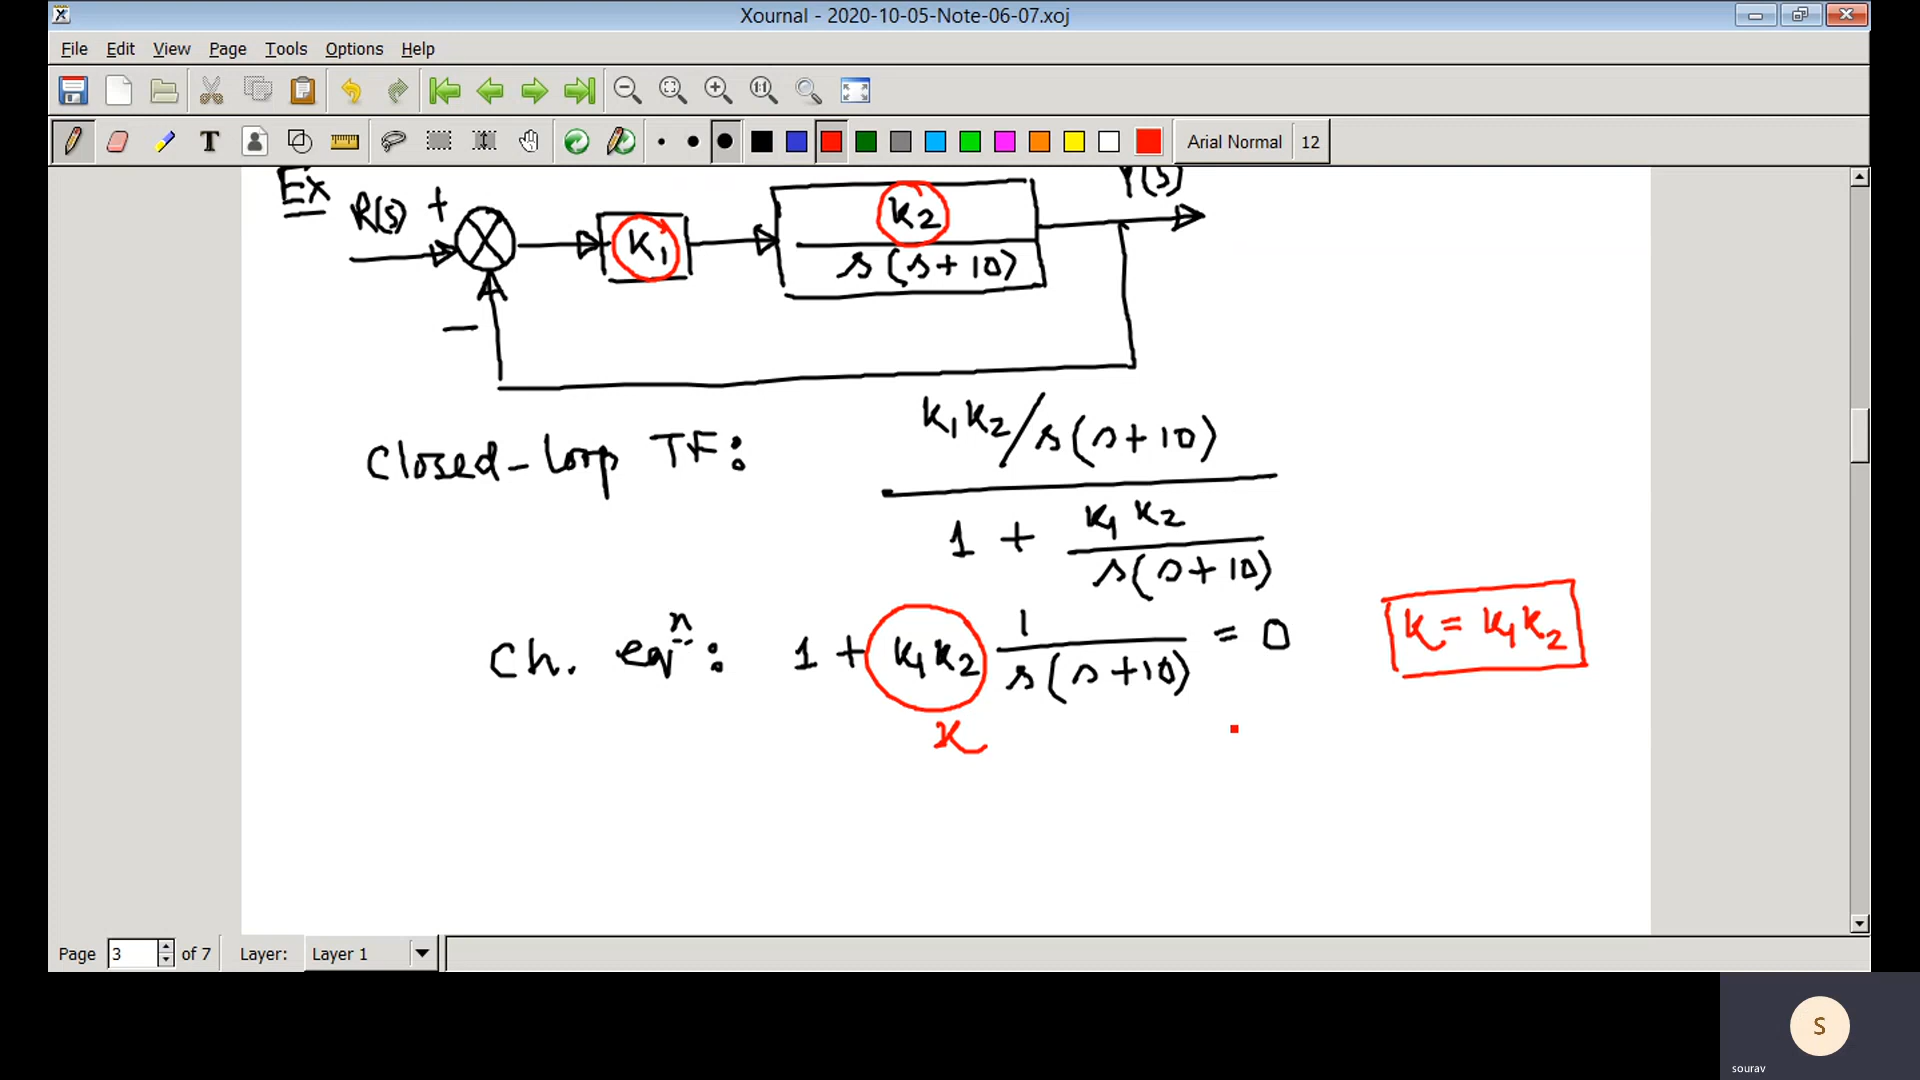 Xournal - 2020-10-05-Note-06-07.xoj
File Edit View Page Tools Options Help
Arial Normal 12
Ex
R(s) + K1 K2 Y(s)
s(s+10)
−
Closed-loop TF: K1K2/s(s+10)
1 + K1 K2
s(s+10)
Ch. eqn: 1 + K1K2 1 = 0
s(s+10)
K = K1K2
K
Page 3 of 7 Layer: Layer 1
S
sourav